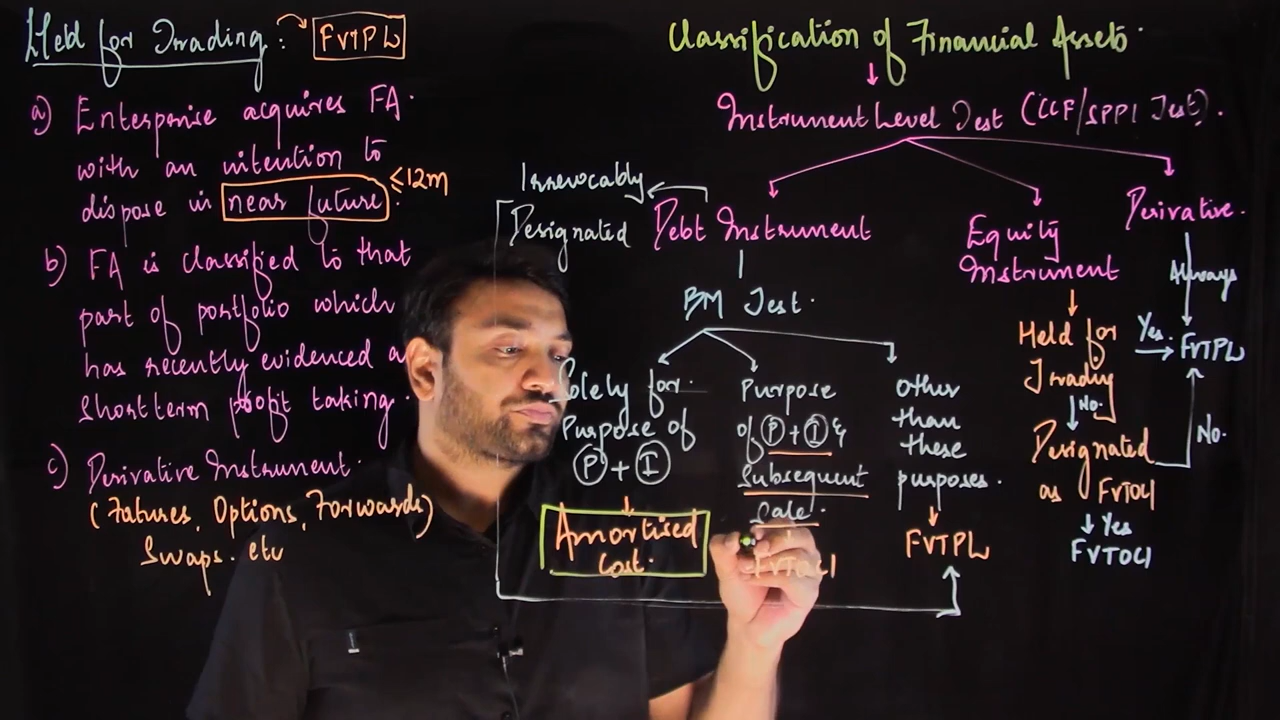 Held for Trading : FVTPL
a) Enterprise acquires FA.
with an intention to
dispose in near future. ≤12m
b) FA is classified to that
part of portfolio which
has recently evidenced a
short term profit taking.
c) Derivative Instrument.
(Futures, Options, Forwards)
Swaps. etc
Classification of Financial Assets.
Instrument Level Test (CCF/SPPI Test).
Irrevocably
Designated
Debt Instrument
BM Test.
Solely for
Purpose of
P + I
Amortised
Cost.
Purpose
of P + I &
Subsequent
Sale.
FVTOCI
Other
than
these
purposes.
FVTPL
Equity
Instrument
Held for
Trading
Yes.
No.
Designated
as FVTOCI
Yes
FVTOCI
Derivative.
Always
FVTPL
No.